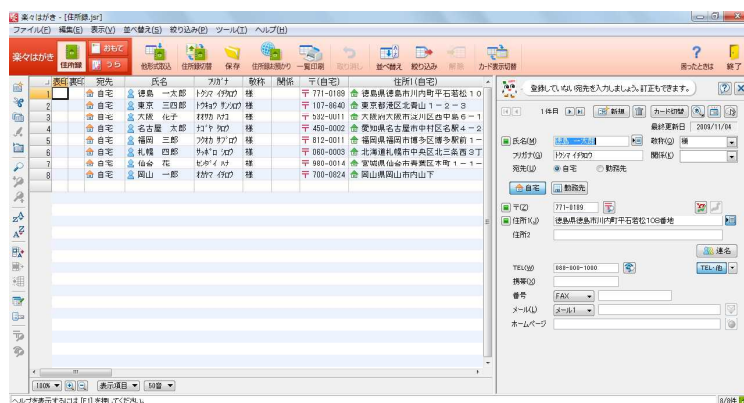 楽々はがき - [住所録.jsr]
ファイル(F) 編集(E) 表示(V) 並べ替え(S) 絞り込み(P) ツール(T) ヘルプ(H)
楽々はがき 住所録 おもて うら 他形式取込 住所録切替 保存 住所録お預かり 一覧印刷 取り消し 並べ替え 絞り込み 解除 カード表示切替 困ったときは 終了
表印 裏印 宛先 氏名 フリガナ 敬称 関係 〒(自宅) 住所1(自宅)
1 自宅 徳島 一太郎 トクシマ イチタロウ 様 〒 771-0189 徳島県徳島市川内町平石若松10
2 自宅 東京 三四郎 トウキョウ サンシロウ 様 〒 107-8640 東京都港区北青山1-2-3
3 自宅 大阪 花子 オオサカ ハナコ 様 〒 532-0011 大阪府大阪市淀川区西中島6-1
4 自宅 名古屋 太郎 ナゴヤ タロウ 様 〒 450-0002 愛知県名古屋市中村区名駅4-2
5 自宅 福岡 三郎 フクオカ サブロウ 様 〒 812-0011 福岡県福岡市博多区博多駅前1-
6 自宅 札幌 四郎 サッポロ シロウ 様 〒 060-0003 北海道札幌市中央区北三条西3丁
7 自宅 仙台 花 センダイ ハナ 様 〒 980-0014 宮城県仙台市青葉区本町1-1-
8 自宅 岡山 一郎 オカヤマ イチロウ 様 〒 700-0824 岡山県岡山市内山下
登録していない宛先を入力しましょう。訂正もできます。
1件目 新規 カード切替
最終更新日 2009/11/04
氏名(M) 徳島 一太郎 敬称(Q) 様
フリガナ(G) トクシマ イチタロウ 関係(K)
宛先(U) 自宅 勤務先
自宅 勤務先
〒(Z) 771-0189
住所1(J) 徳島県徳島市川内町平石若松108番地
住所2
連名
TEL(W) 088-000-1000 TEL・他
携帯(X)
番号 FAX
メール(L) メール1
ホームページ
100% 表示項目 50音
ヘルプを表示するには [F1] を押してください。 8/8件